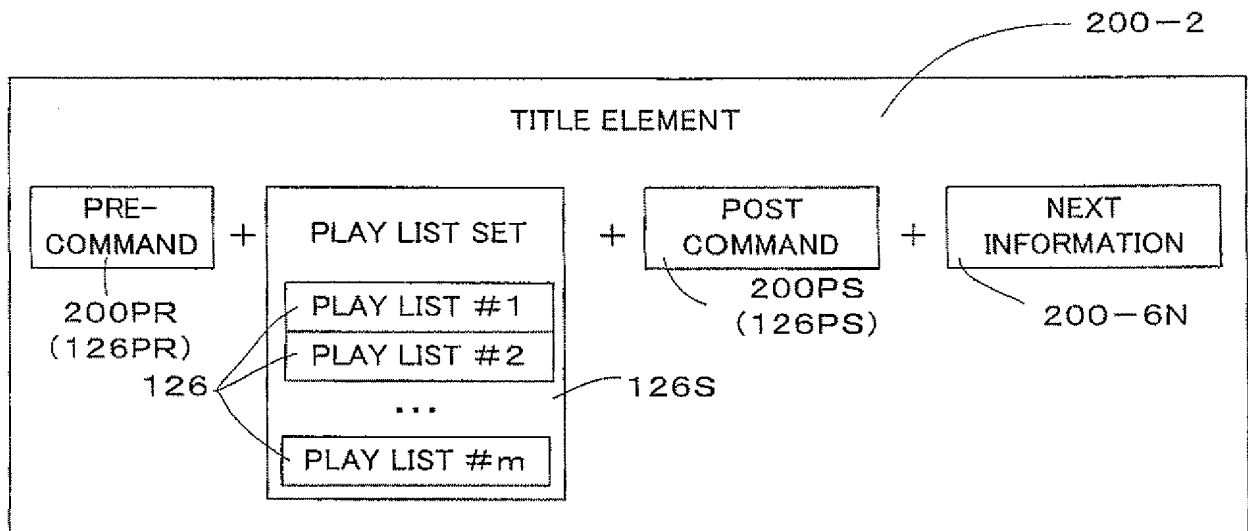 200-2
TITLE ELEMENT
PRE-
COMMAND
+
PLAY LIST SET
+
POST
COMMAND
+
NEXT
INFORMATION
200PR
(126PR)
PLAY LIST #1
PLAY LIST #2
...
PLAY LIST #m
126
126S
200PS
(126PS)
200-6N